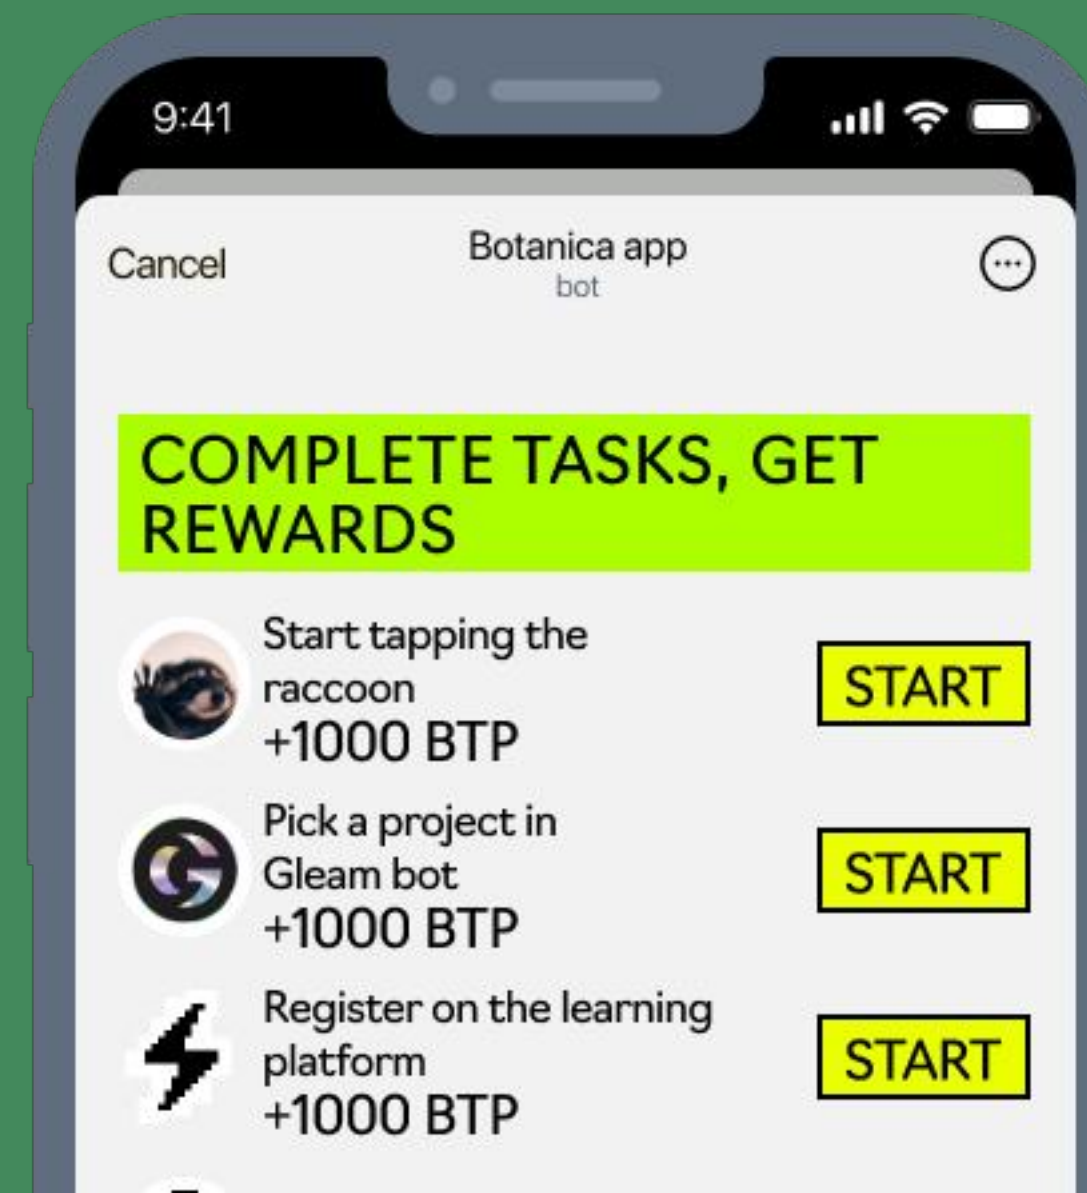 9:41
Cancel
Botanica app
bot
COMPLETE TASKS, GET
REWARDS
Start tapping the
raccoon
+1000 BTP
START
Pick a project in
Gleam bot
+1000 BTP
START
Register on the learning
platform
+1000 BTP
START